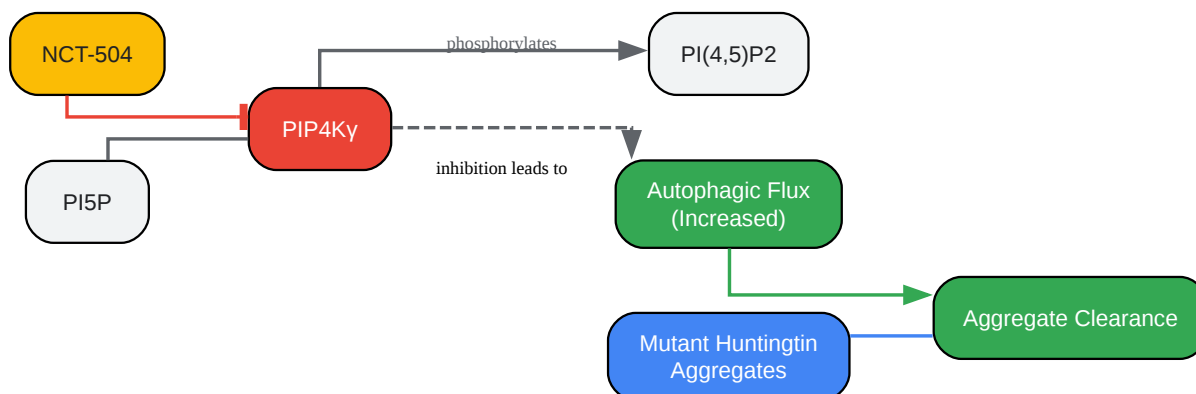 NCT-504
phosphorylates
PI(4,5)P2
PIP4Kγ
inhibition leads to
PI5P
Autophagic Flux
(Increased)
Aggregate Clearance
Mutant Huntingtin
Aggregates